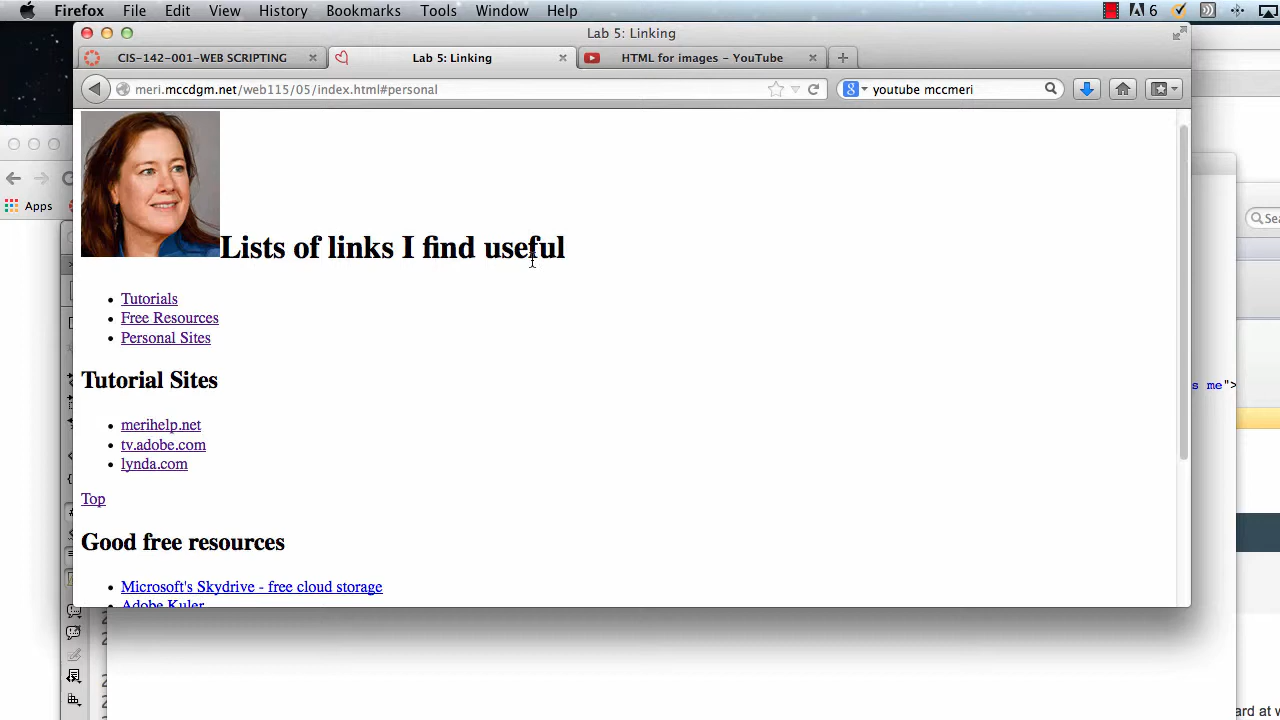 Firefox File Edit View History Bookmarks Tools Window Help 6
Lab 5: Linking
CIS-142-001-WEB SCRIPTING Lab 5: Linking HTML for images - YouTube
meri.mccdgm.net/web115/05/index.html#personal youtube mccmeri
Apps
Lists of links I find useful
Tutorials
Free Resources
Personal Sites
Tutorial Sites
merihelp.net
tv.adobe.com
lynda.com
Top
Good free resources
Microsoft's Skydrive - free cloud storage
Adobe Kuler
s me">
ard at w